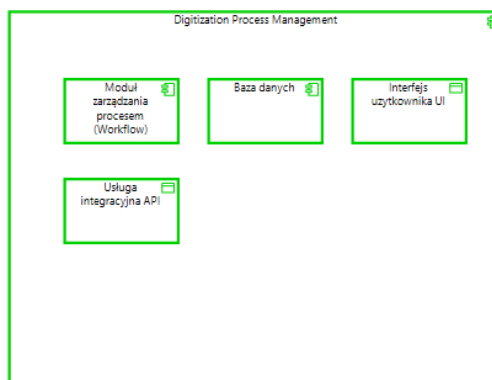 Digitization Process Management
Moduł
zarządzania
procesem
(Workflow)
Baza danych
Interfejs
uzytkownika UI
Usługa
integracyjna API